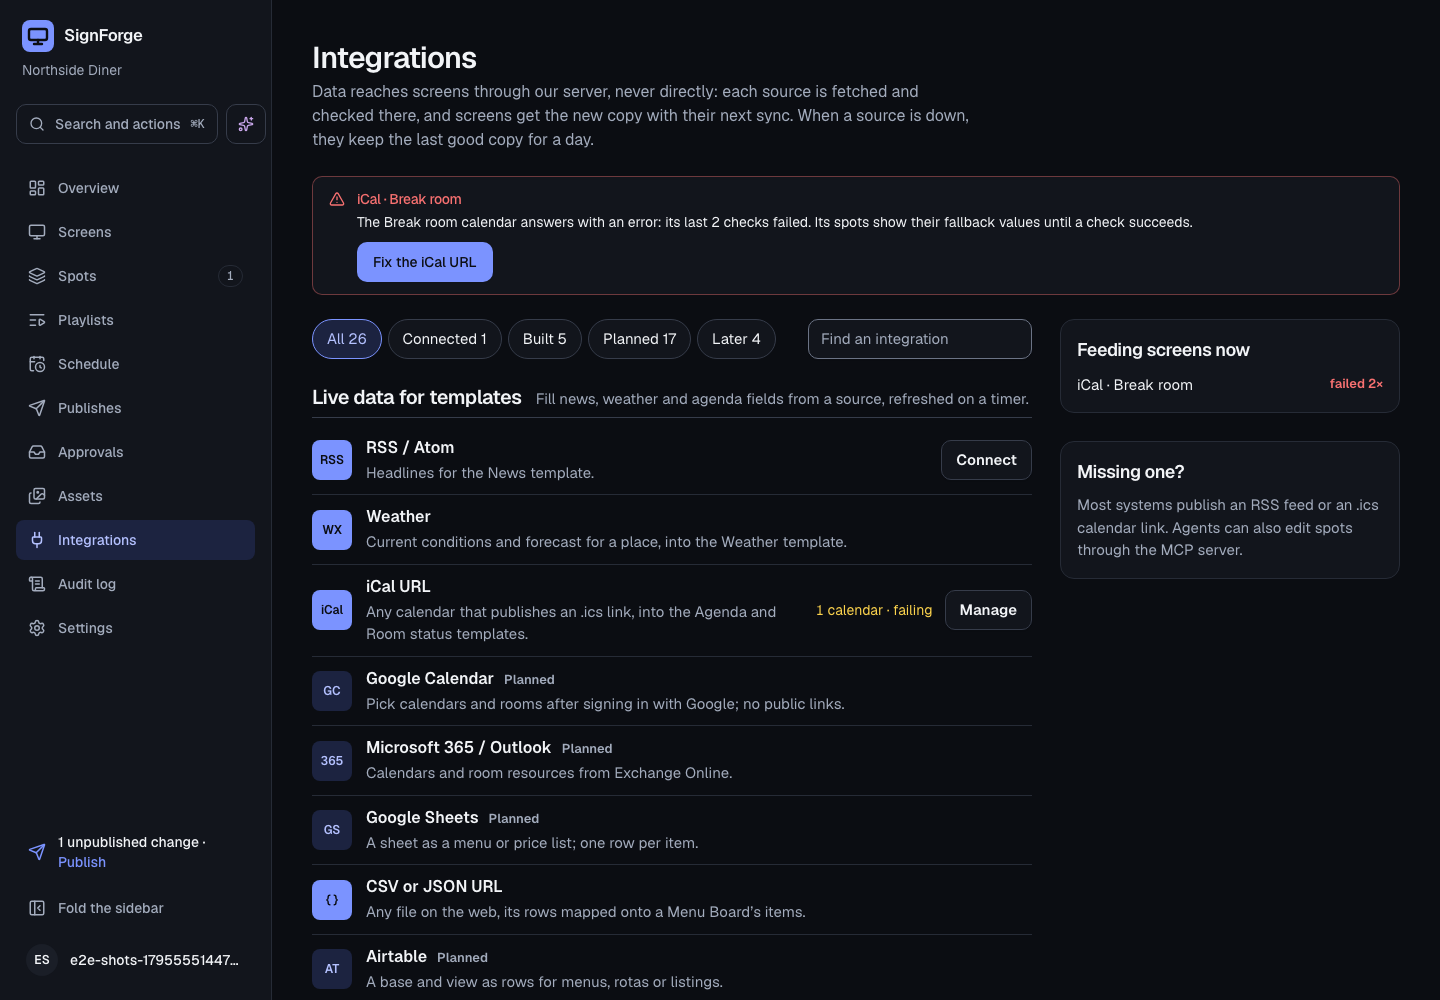 SignForge
Northside Diner
Search and actions ⌘K
Overview
Screens
Spots 1
Playlists
Schedule
Publishes
Approvals
Assets
Integrations
Audit log
Settings
1 unpublished change ·
Publish
Fold the sidebar
ES e2e-shots-17955551447…
Integrations
Data reaches screens through our server, never directly: each source is fetched and
checked there, and screens get the new copy with their next sync. When a source is down,
they keep the last good copy for a day.
iCal · Break room
The Break room calendar answers with an error: its last 2 checks failed. Its spots show their fallback values until a check succeeds.
Fix the iCal URL
All 26 Connected 1 Built 5 Planned 17 Later 4 Find an integration
Live data for templates Fill news, weather and agenda fields from a source, refreshed on a timer.
RSS RSS / Atom
Headlines for the News template.
Connect
WX Weather
Current conditions and forecast for a place, into the Weather template.
iCal iCal URL
Any calendar that publishes an .ics link, into the Agenda and
Room status templates.
1 calendar · failing Manage
GC Google Calendar Planned
Pick calendars and rooms after signing in with Google; no public links.
365 Microsoft 365 / Outlook Planned
Calendars and room resources from Exchange Online.
GS Google Sheets Planned
A sheet as a menu or price list; one row per item.
{} CSV or JSON URL
Any file on the web, its rows mapped onto a Menu Board's items.
AT Airtable Planned
A base and view as rows for menus, rotas or listings.
Feeding screens now
iCal · Break room failed 2×
Missing one?
Most systems publish an RSS feed or an .ics
calendar link. Agents can also edit spots
through the MCP server.